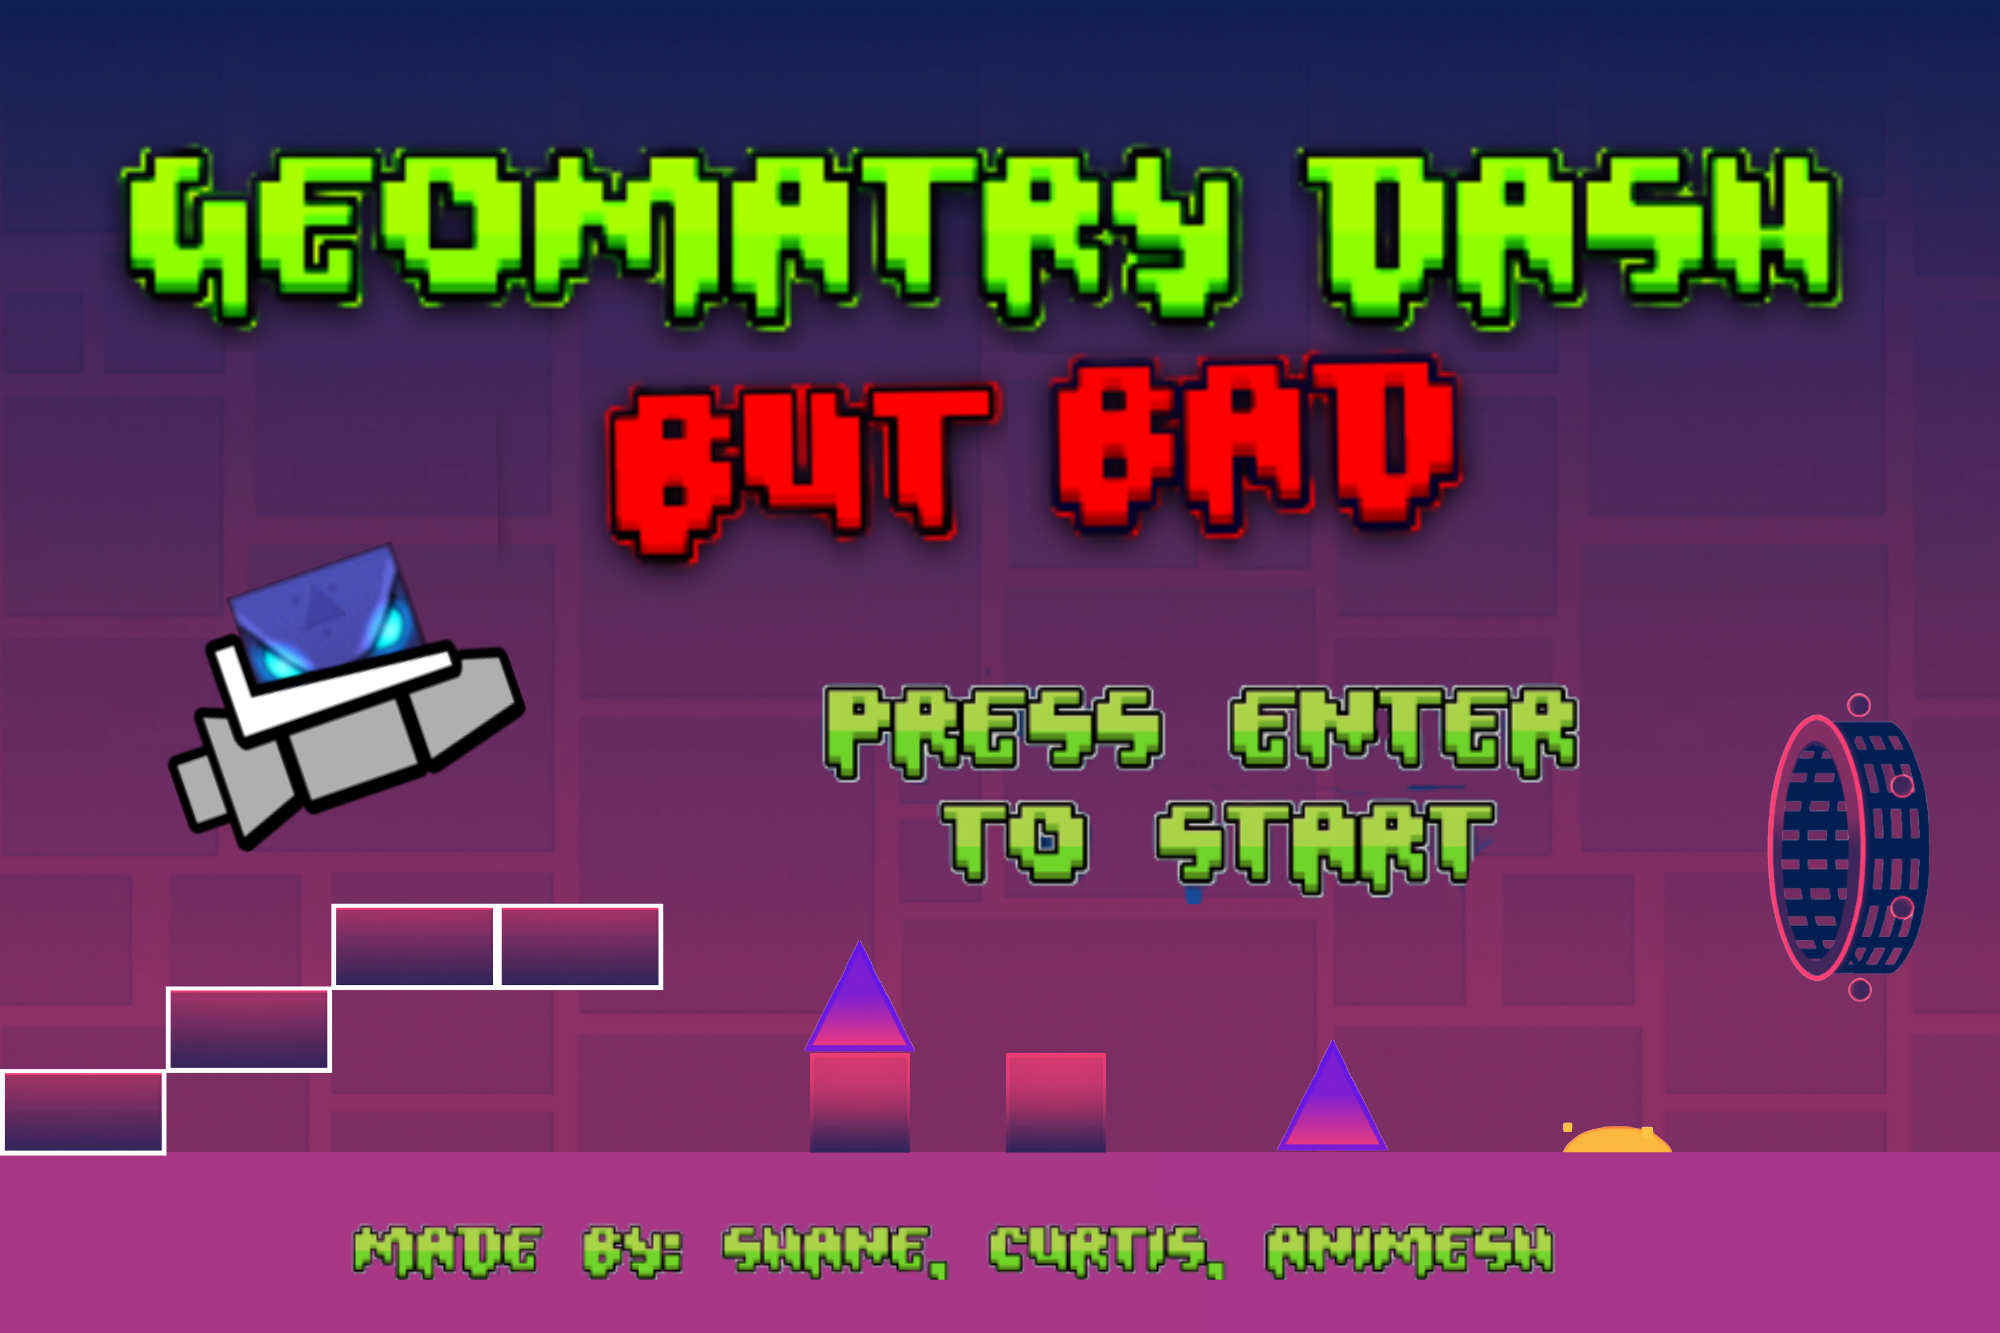 GEOMATRY DASH
BUT BAD
PRESS ENTER
TO START
MADE BY: SHANE, CURTIS, ANIMESH